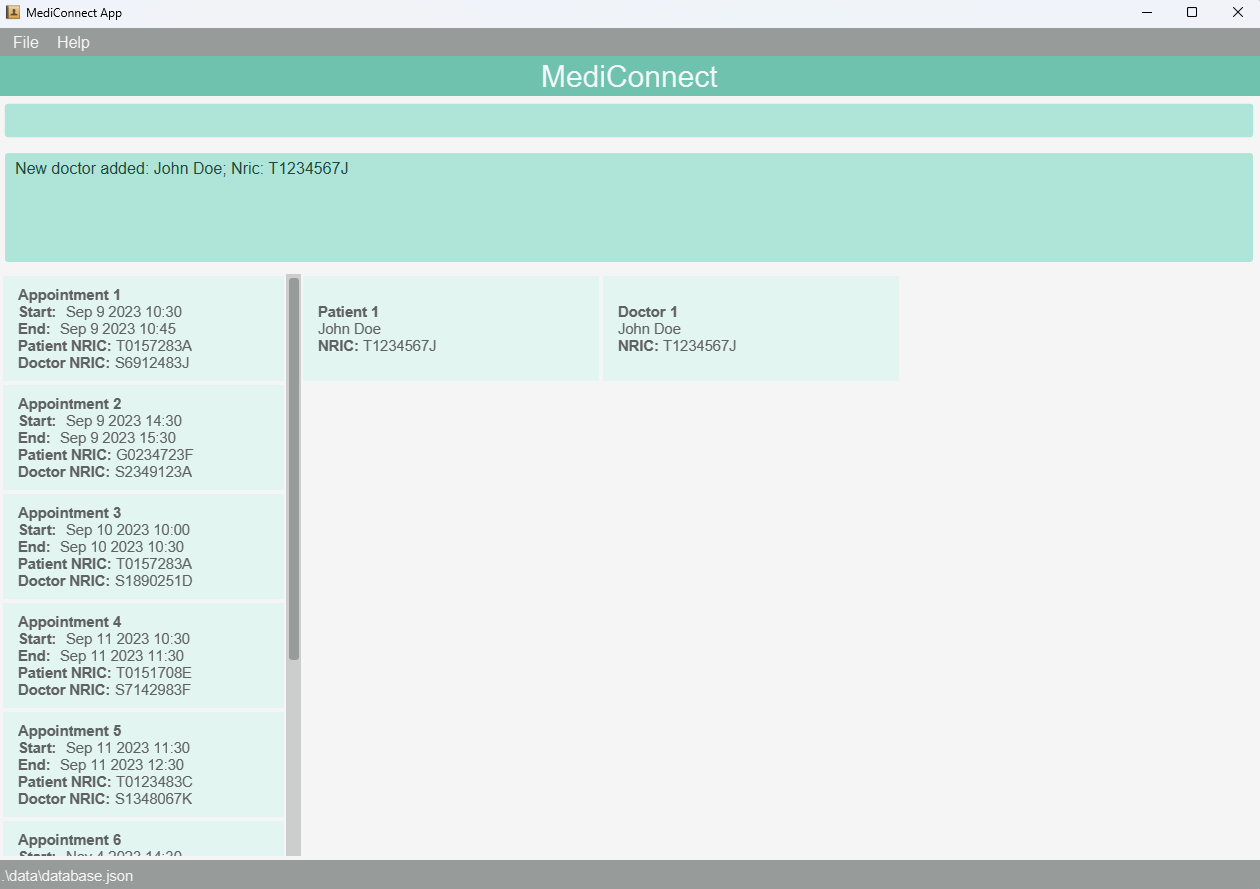 MediConnect App
File Help
MediConnect
New doctor added: John Doe; Nric: T1234567J
Appointment 1
Start: Sep 9 2023 10:30
End: Sep 9 2023 10:45
Patient NRIC: T0157283A
Doctor NRIC: S6912483J
Appointment 2
Start: Sep 9 2023 14:30
End: Sep 9 2023 15:30
Patient NRIC: G0234723F
Doctor NRIC: S2349123A
Appointment 3
Start: Sep 10 2023 10:00
End: Sep 10 2023 10:30
Patient NRIC: T0157283A
Doctor NRIC: S1890251D
Appointment 4
Start: Sep 11 2023 10:30
End: Sep 11 2023 11:30
Patient NRIC: T0151708E
Doctor NRIC: S7142983F
Appointment 5
Start: Sep 11 2023 11:30
End: Sep 11 2023 12:30
Patient NRIC: T0123483C
Doctor NRIC: S1348067K
Appointment 6
Start: Nov 4 2023 14:30
Patient 1
John Doe
NRIC: T1234567J
Doctor 1
John Doe
NRIC: T1234567J
.\data\database.json